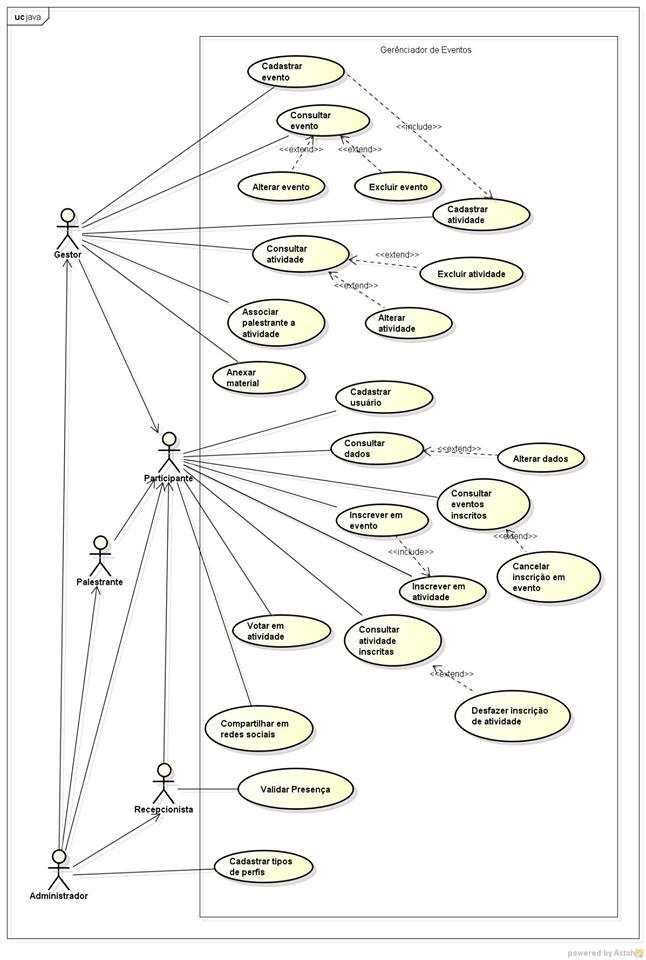 uc java
Gerênciador de Eventos
Cadastrar
evento
<<include>>
Consultar
evento
<<extend>>
<<extend>>
Alterar evento
Excluir evento
Cadastrar
atividade
Gestor
Consultar
atividade
<<extend>>
Excluir atividade
<<extend>>
Associar
palestrante a
atividade
Alterar
atividade
Anexar
material
Cadastrar
usuário
Consultar
dados
<<extend>>
Alterar dados
Participante
Consultar
eventos
inscritos
Inscrever em
evento
<<extend>>
<<include>>
Cancelar
inscrição em
evento
Palestrante
Inscrever em
atividade
Votar em
atividade
Consultar
atividade
inscritas
<<extend>>
Desfazer inscrição
de atividade
Compartilhar em
redes sociais
Recepcionista
Validar Presença
Cadastrar tipos
de perfis
Administrador
powered by Astah